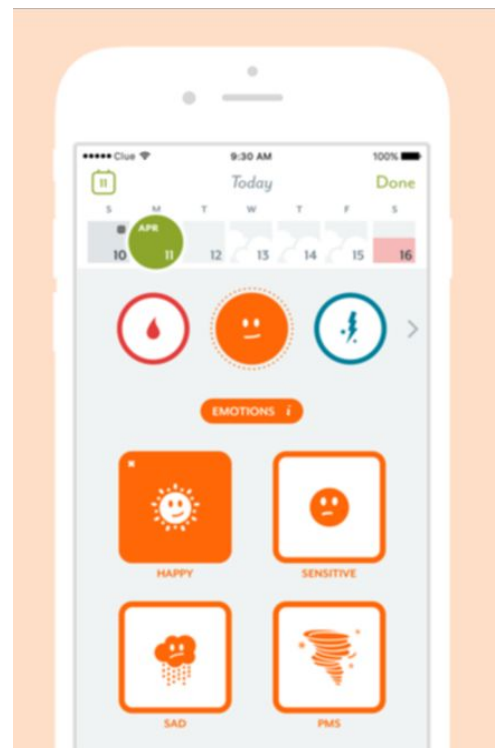 Clue 9:30 AM 100%
11 Today Done
S M T W T F S
APR
10 11 12 13 14 15 16
EMOTIONS i
HAPPY SENSITIVE
SAD PMS